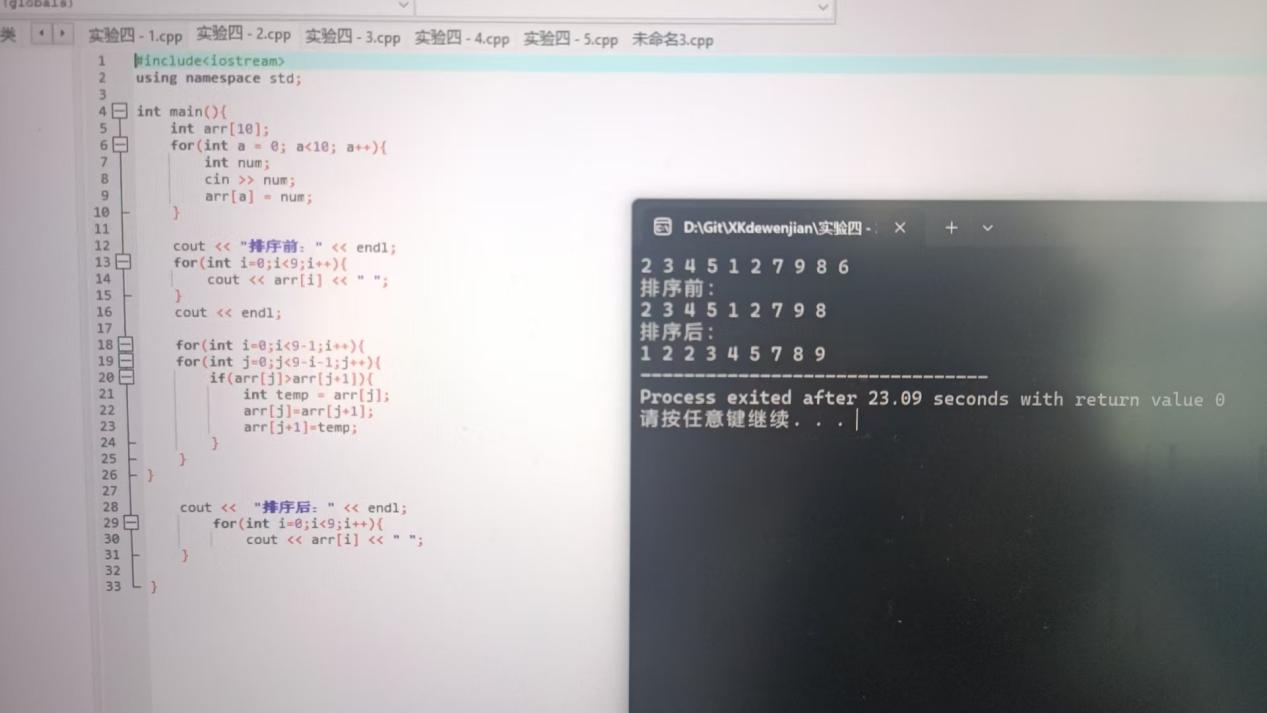 (globals)
类
实验四 - 1.cpp 实验四 - 2.cpp 实验四 - 3.cpp 实验四 - 4.cpp 实验四 - 5.cpp 未命名3.cpp
1 #include<iostream>
2 using namespace std;
3
4 int main(){
5 int arr[10];
6 for(int a = 0; a<10; a++){
7 int num;
8 cin >> num;
9 arr[a] = num;
10 }
11
12 cout << "排序前：" << endl;
13 for(int i=0;i<9;i++){
14 cout << arr[i] << " ";
15 }
16 cout << endl;
17
18 for(int i=0;i<9-1;i++){
19 for(int j=0;j<9-i-1;j++){
20 if(arr[j]>arr[j+1]){
21 int temp = arr[j];
22 arr[j]=arr[j+1];
23 arr[j+1]=temp;
24 }
25 }
26 }
27
28 cout << "排序后：" << endl;
29 for(int i=0;i<9;i++){
30 cout << arr[i] << " ";
31 }
32
33 }
D:\Git\XKdewenjian\实验四 -
2 3 4 5 1 2 7 9 8 6
排序前：
2 3 4 5 1 2 7 9 8
排序后：
1 2 2 3 4 5 7 8 9
--------------------------------
Process exited after 23.09 seconds with return value 0
请按任意键继续. . .